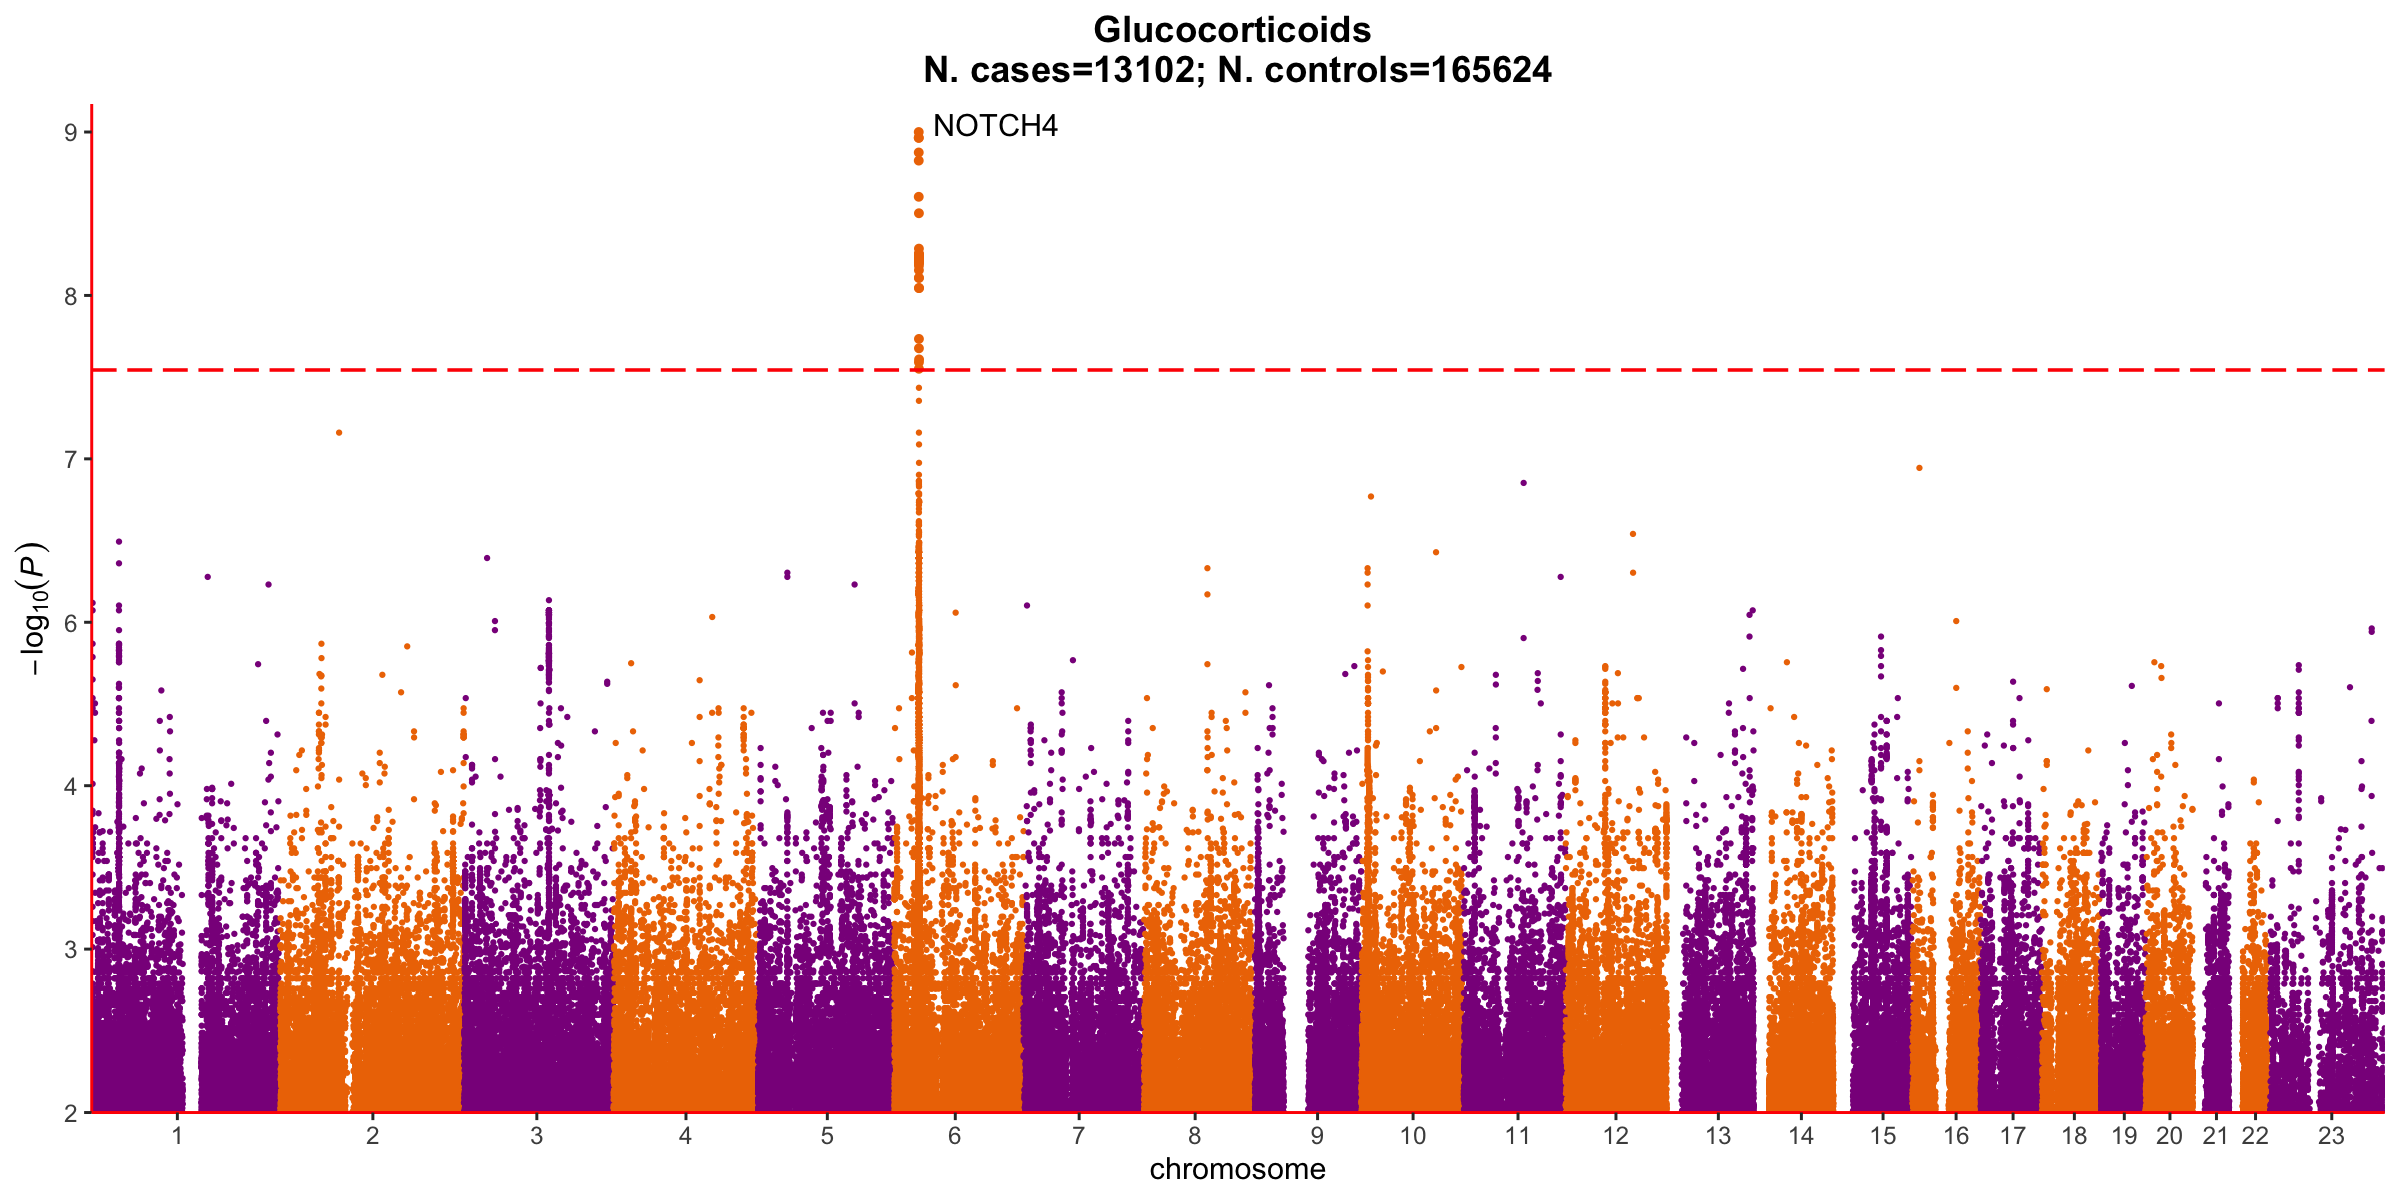 Glucocorticoids
N. cases=13102; N. controls=165624
NOTCH4
9
8
7
6
4
3
2
−log10(P)
1 2 3 4 5 6 7 8 9 10 11 12 13 14 15 16 17 18 19 20 21 22 23
chromosome